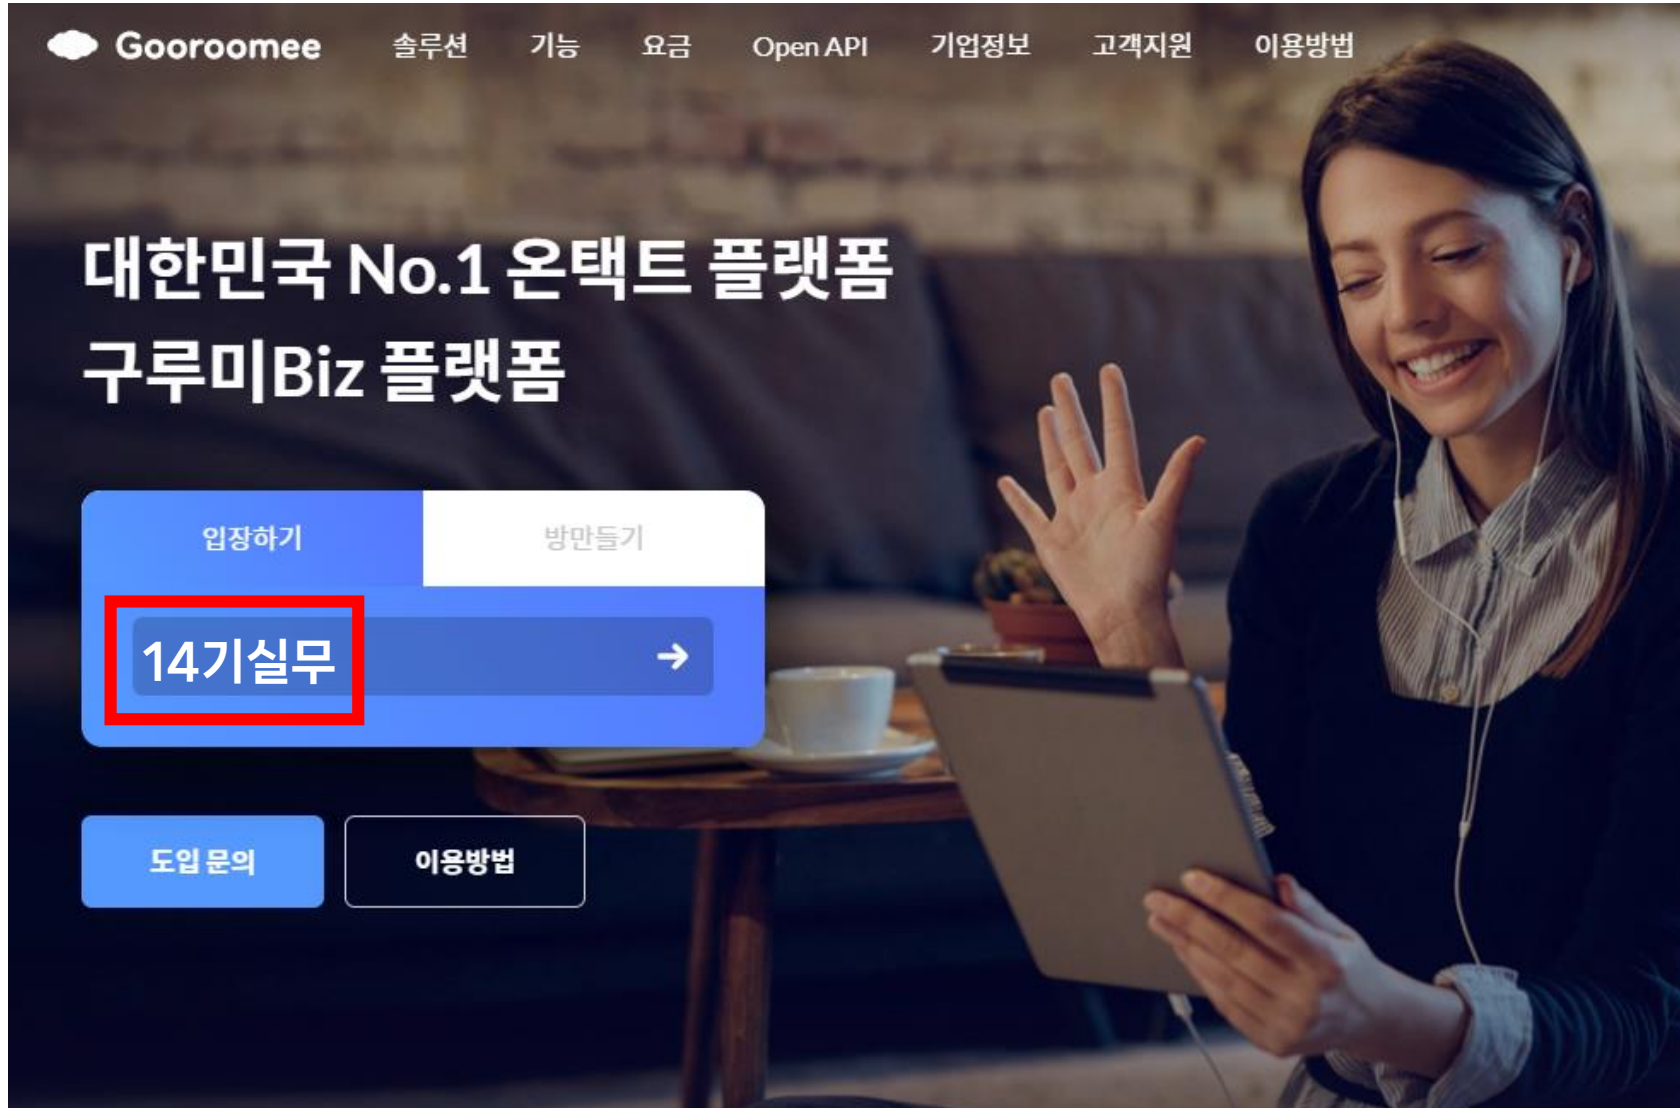 Gooroomee 솔루션 기능 요금 Open API 기업정보 고객지원 이용방법
대한민국 No.1 온택트 플랫폼
구루미Biz 플랫폼
입장하기 방만들기
14기실무 →
도입 문의 이용방법